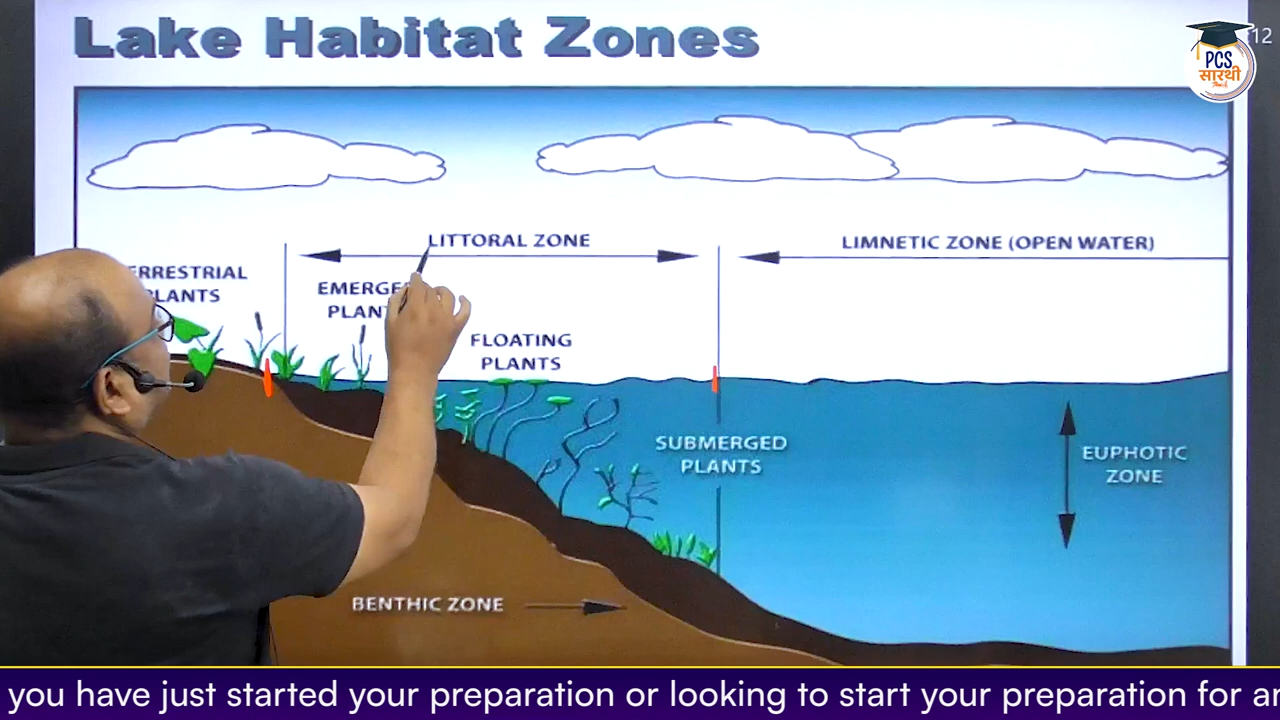 Lake Habitat Zones
12
PCS
सारथी
LITTORAL ZONE
LIMNETIC ZONE (OPEN WATER)
ERRESTRIAL
PLANTS
EMERGE
PLANT
FLOATING
PLANTS
SUBMERGED
PLANTS
EUPHOTIC
ZONE
BENTHIC ZONE
you have just started your preparation or looking to start your preparation for an